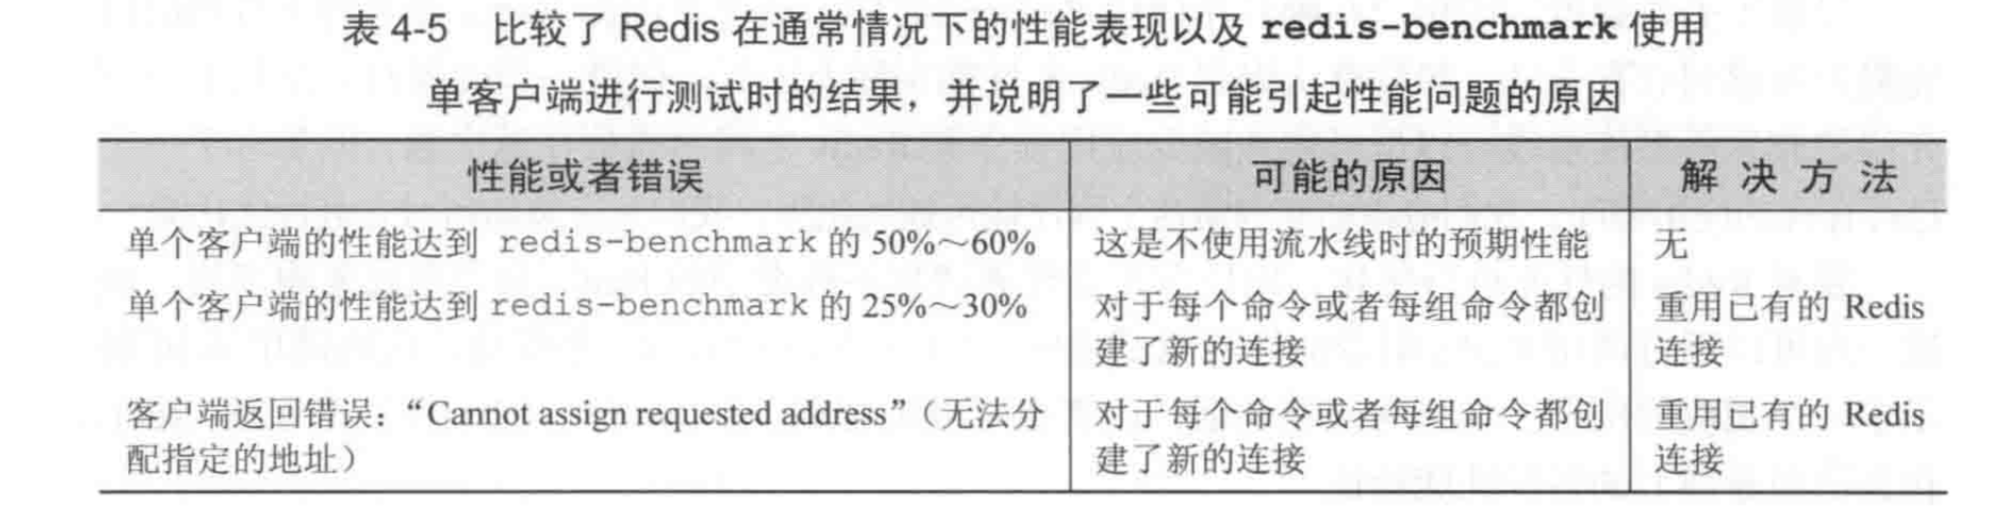 表 4-5 比较了 Redis 在通常情况下的性能表现以及 redis-benchmark 使用
单客户端进行测试时的结果，并说明了一些可能引起性能问题的原因
性能或者错误 可能的原因 解决方法
单个客户端的性能达到 redis-benchmark 的 50%～60% 这是不使用流水线时的预期性能 无
单个客户端的性能达到 redis-benchmark 的 25%～30% 对于每个命令或者每组命令都创 重用已有的 Redis
建了新的连接 连接
客户端返回错误：“Cannot assign requested address”（无法分 对于每个命令或者每组命令都创 重用已有的 Redis
配指定的地址） 建了新的连接 连接